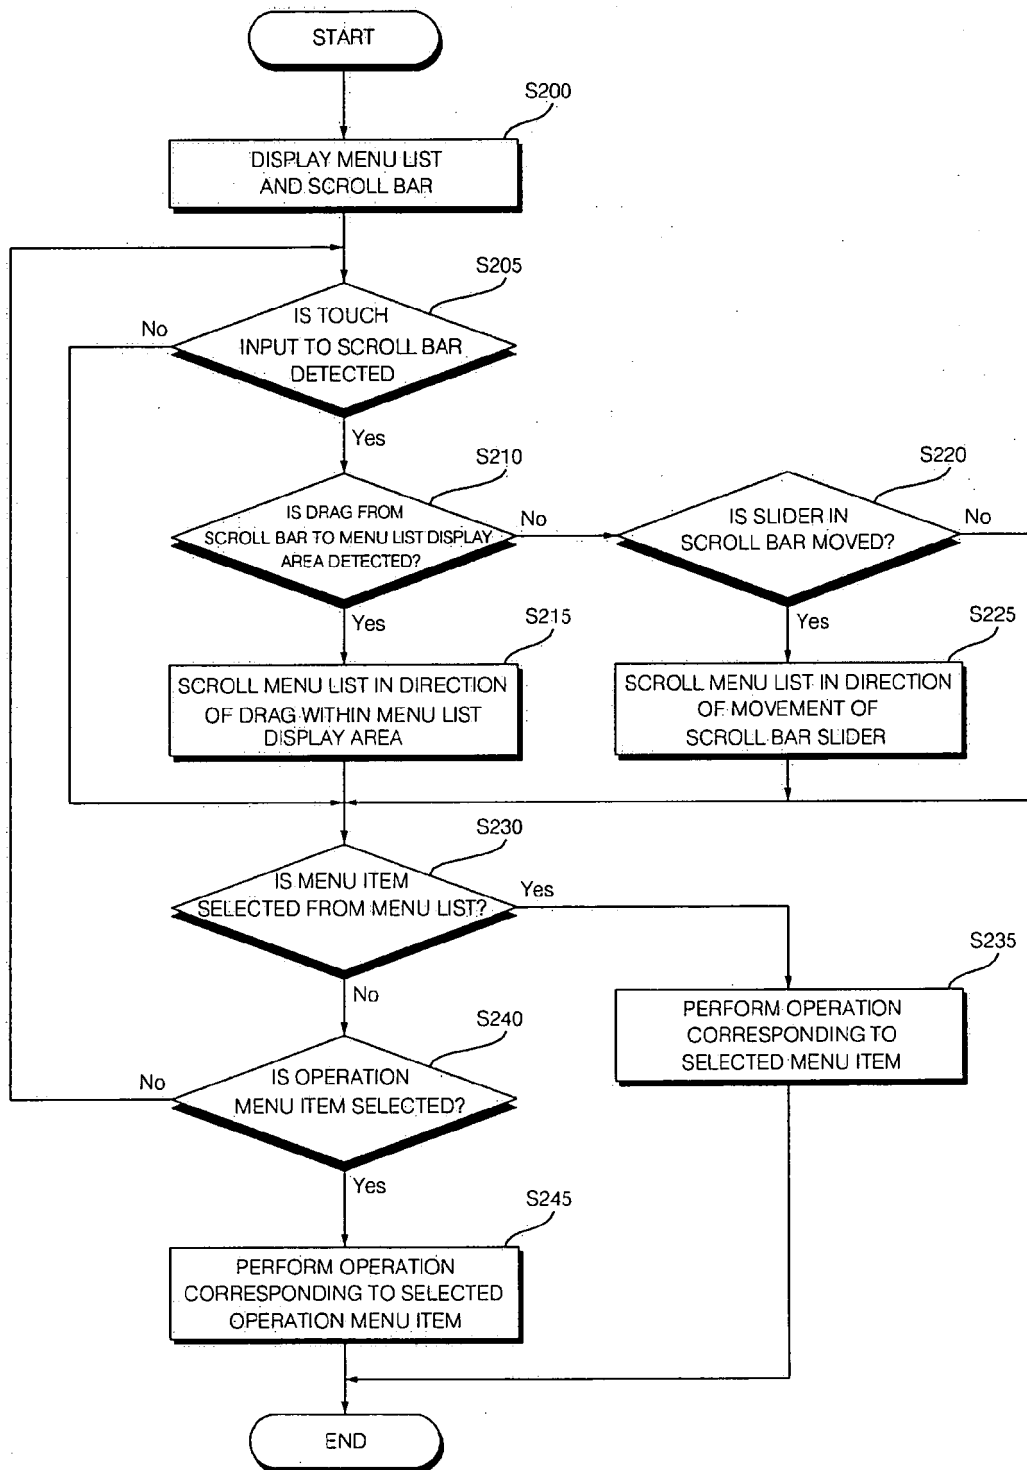 START
S200
DISPLAY MENU LIST
AND SCROLL BAR
S205
IS TOUCH
INPUT TO SCROLL BAR
DETECTED
No
Yes
S210
IS DRAG FROM
SCROLL BAR TO MENU LIST DISPLAY
AREA DETECTED?
No
Yes
S220
IS SLIDER IN
SCROLL BAR MOVED?
No
Yes
S215
SCROLL MENU LIST IN DIRECTION
OF DRAG WITHIN MENU LIST
DISPLAY AREA
S225
SCROLL MENU LIST IN DIRECTION
OF MOVEMENT OF
SCROLL BAR SLIDER
S230
IS MENU ITEM
SELECTED FROM MENU LIST?
Yes
No
S235
PERFORM OPERATION
CORRESPONDING TO
SELECTED MENU ITEM
S240
IS OPERATION
MENU ITEM SELECTED?
No
Yes
S245
PERFORM OPERATION
CORRESPONDING TO SELECTED
OPERATION MENU ITEM
END